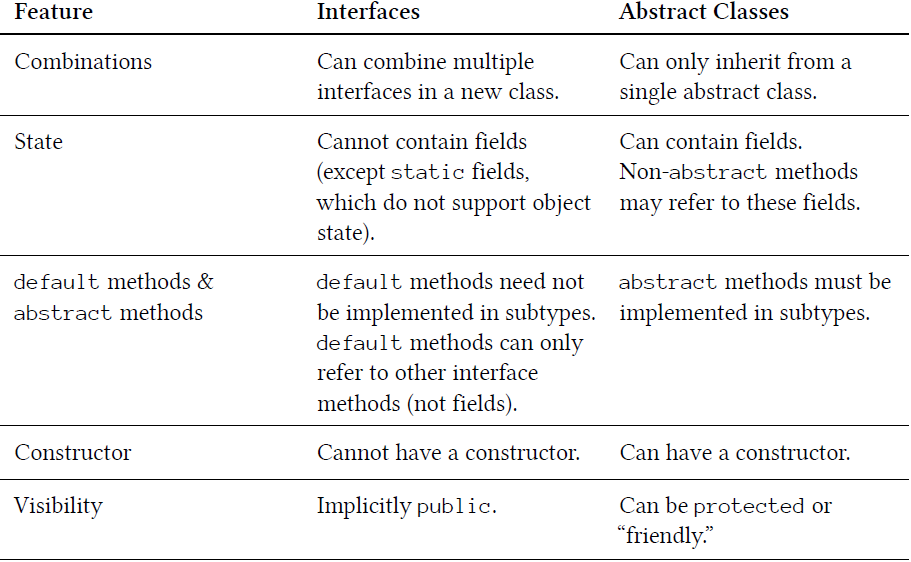 Feature Interfaces Abstract Classes
Combinations Can combine multiple Can only inherit from a
interfaces in a new class. single abstract class.
State Cannot contain fields Can contain fields.
(except static fields, Non-abstract methods
which do not support object may refer to these fields.
state).
default methods & default methods need not abstract methods must be
abstract methods be implemented in subtypes. implemented in subtypes.
default methods can only
refer to other interface
methods (not fields).
Constructor Cannot have a constructor. Can have a constructor.
Visibility Implicitly public. Can be protected or
“friendly.”